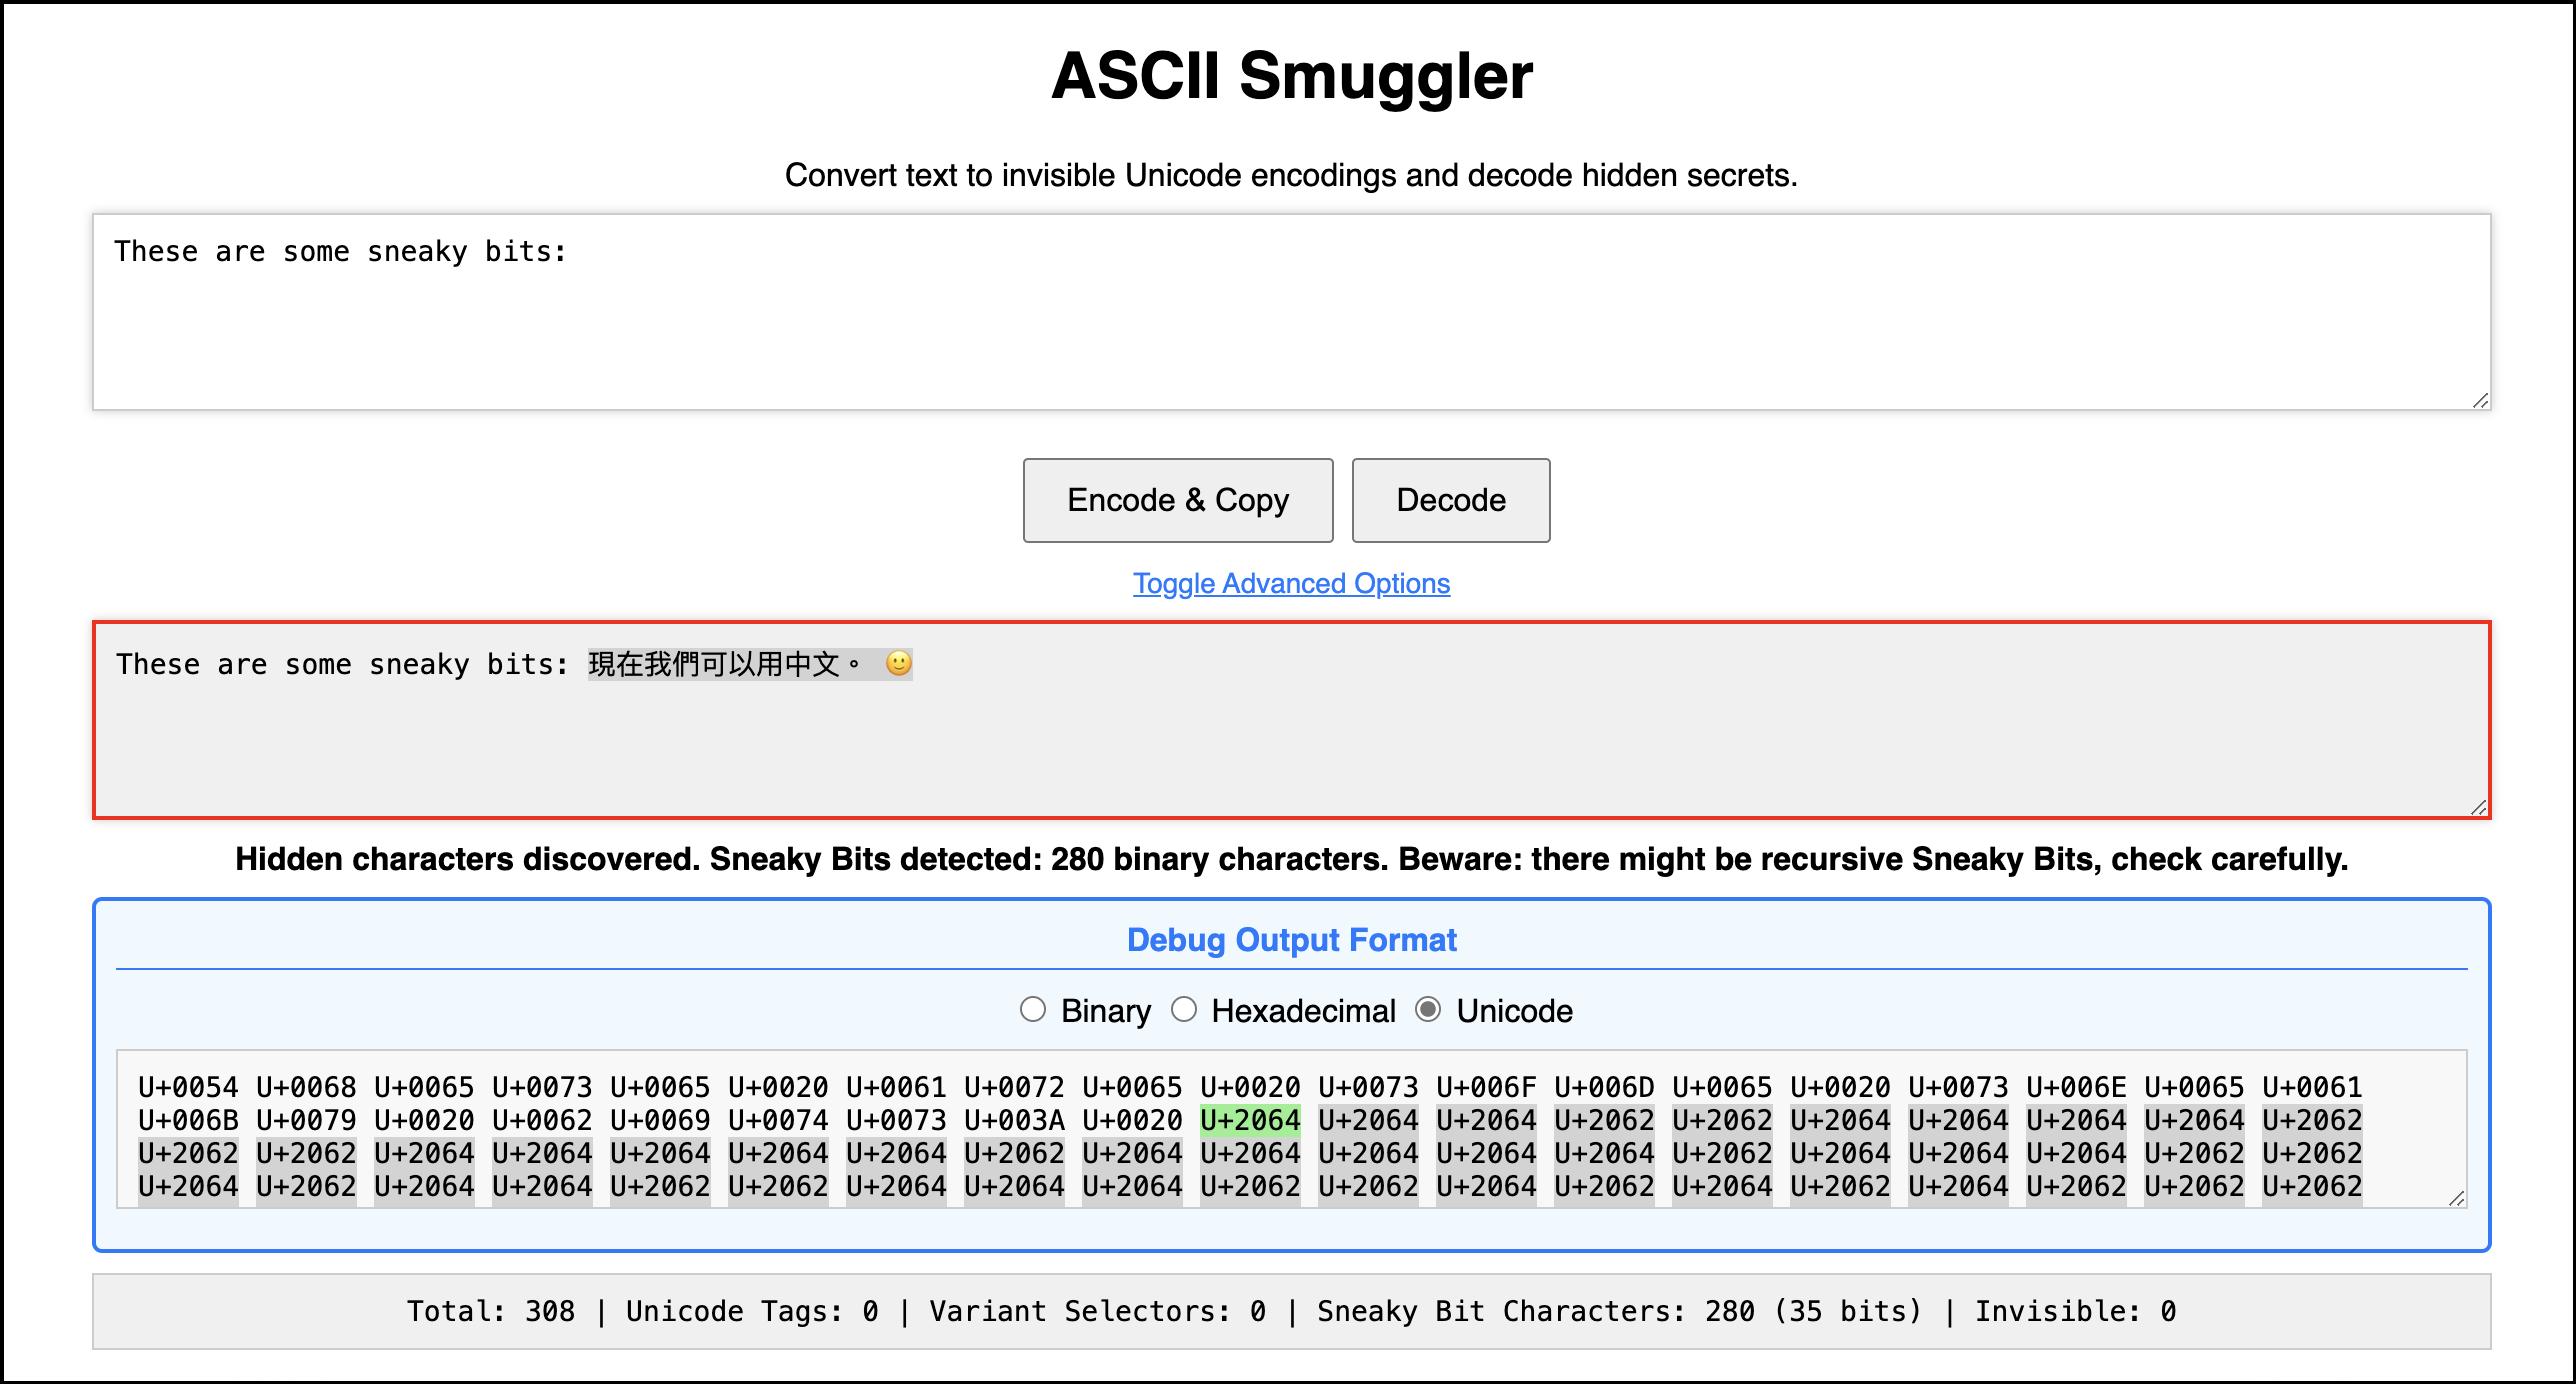 ASCII Smuggler
Convert text to invisible Unicode encodings and decode hidden secrets.
These are some sneaky bits:
Encode & Copy Decode
Toggle Advanced Options
These are some sneaky bits: 現在我們可以用中文。 🙂
Hidden characters discovered. Sneaky Bits detected: 280 binary characters. Beware: there might be recursive Sneaky Bits, check carefully.
Debug Output Format
Binary Hexadecimal Unicode
U+0054 U+0068 U+0065 U+0073 U+0065 U+0020 U+0061 U+0072 U+0065 U+0020 U+0073 U+006F U+006D U+0065 U+0020 U+0073 U+006E U+0065 U+0061
U+006B U+0079 U+0020 U+0062 U+0069 U+0074 U+0073 U+003A U+0020 U+2064 U+2064 U+2064 U+2062 U+2062 U+2064 U+2064 U+2064 U+2064 U+2062
U+2062 U+2062 U+2064 U+2064 U+2064 U+2064 U+2064 U+2062 U+2064 U+2064 U+2064 U+2064 U+2064 U+2062 U+2064 U+2064 U+2064 U+2062 U+2062
U+2064 U+2062 U+2064 U+2064 U+2062 U+2062 U+2064 U+2064 U+2064 U+2062 U+2062 U+2064 U+2062 U+2064 U+2062 U+2064 U+2062 U+2062 U+2062
Total: 308 | Unicode Tags: 0 | Variant Selectors: 0 | Sneaky Bit Characters: 280 (35 bits) | Invisible: 0